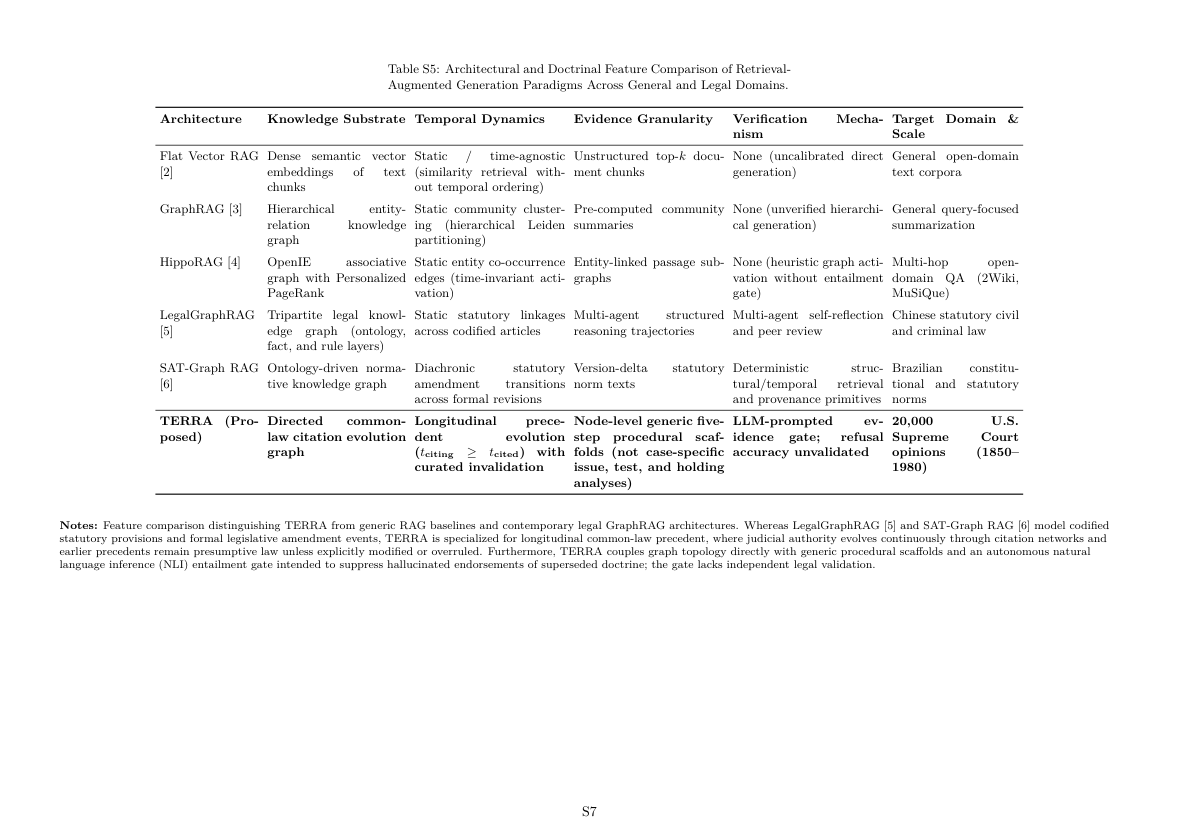 Table S5: Architectural and Doctrinal Feature Comparison of Retrieval-
Augmented Generation Paradigms Across General and Legal Domains.
Architecture Knowledge Substrate Temporal Dynamics Evidence Granularity Verification Mecha- Target Domain &
nism Scale
Flat Vector RAG Dense semantic vector Static / time-agnostic Unstructured top-k docu- None (uncalibrated direct General open-domain
[2] embeddings of text (similarity retrieval with- ment chunks generation) text corpora
chunks out temporal ordering)
GraphRAG [3] Hierarchical entity- Static community cluster- Pre-computed community None (unverified hierarchi- General query-focused
relation knowledge ing (hierarchical Leiden summaries cal generation) summarization
graph partitioning)
HippoRAG [4] OpenIE associative Static entity co-occurrence Entity-linked passage sub- None (heuristic graph acti- Multi-hop open-
graph with Personalized edges (time-invariant acti- graphs vation without entailment domain QA (2Wiki,
PageRank vation) gate) MuSiQue)
LegalGraphRAG Tripartite legal knowl- Static statutory linkages Multi-agent structured Multi-agent self-reflection Chinese statutory civil
[5] edge graph (ontology, across codified articles reasoning trajectories and peer review and criminal law
fact, and rule layers)
SAT-Graph RAG Ontology-driven norma- Diachronic statutory Version-delta statutory Deterministic struc- Brazilian constitu-
[6] tive knowledge graph amendment transitions norm texts tural/temporal retrieval tional and statutory
across formal revisions and provenance primitives norms
TERRA (Pro- Directed common- Longitudinal prece- Node-level generic five- LLM-prompted ev- 20,000 U.S.
posed) law citation evolution dent evolution step procedural scaf- idence gate; refusal Supreme Court
graph (t_citing ≥ t_cited) with folds (not case-specific accuracy unvalidated opinions (1850–
curated invalidation issue, test, and holding 1980)
analyses)
Notes: Feature comparison distinguishing TERRA from generic RAG baselines and contemporary legal GraphRAG architectures. Whereas LegalGraphRAG [5] and SAT-Graph RAG [6] model codified
statutory provisions and formal legislative amendment events, TERRA is specialized for longitudinal common-law precedent, where judicial authority evolves continuously through citation networks and
earlier precedents remain presumptive law unless explicitly modified or overruled. Furthermore, TERRA couples graph topology directly with generic procedural scaffolds and an autonomous natural
language inference (NLI) entailment gate intended to suppress hallucinated endorsements of superseded doctrine; the gate lacks independent legal validation.
S7